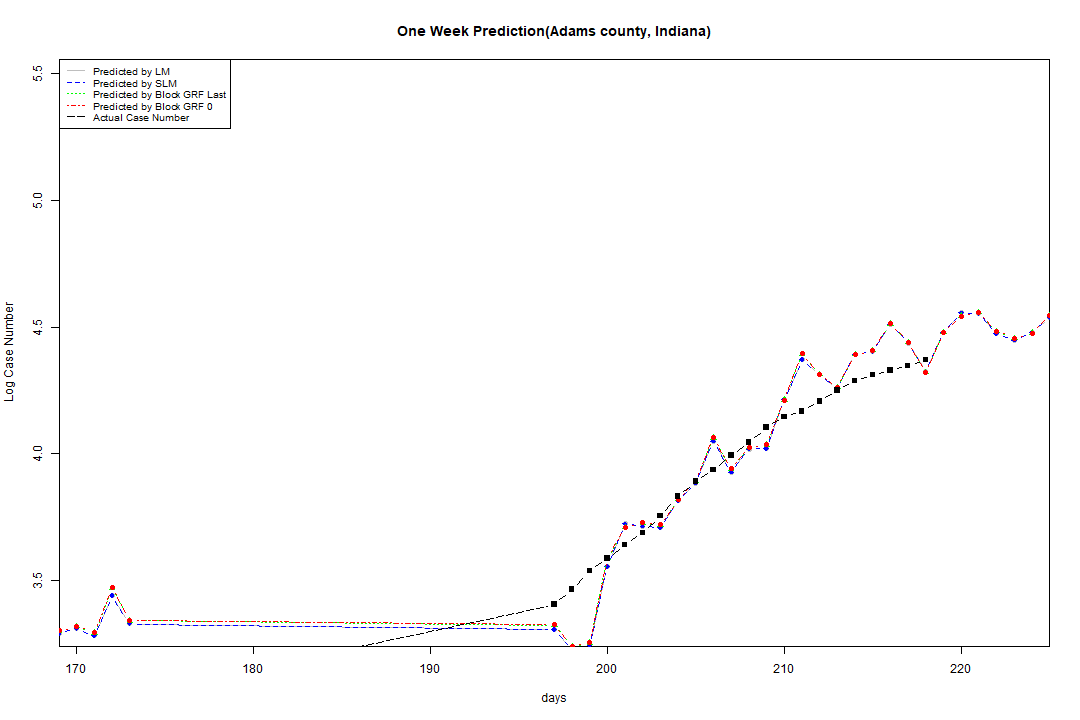 One Week Prediction(Adams county, Indiana)
Predicted by LM
Predicted by SLM
Predicted by Block GRF Last
Predicted by Block GRF 0
Actual Case Number
5.5
5.0
4.5
4.0
3.5
Log Case Number
170 180 190 200 210 220
days